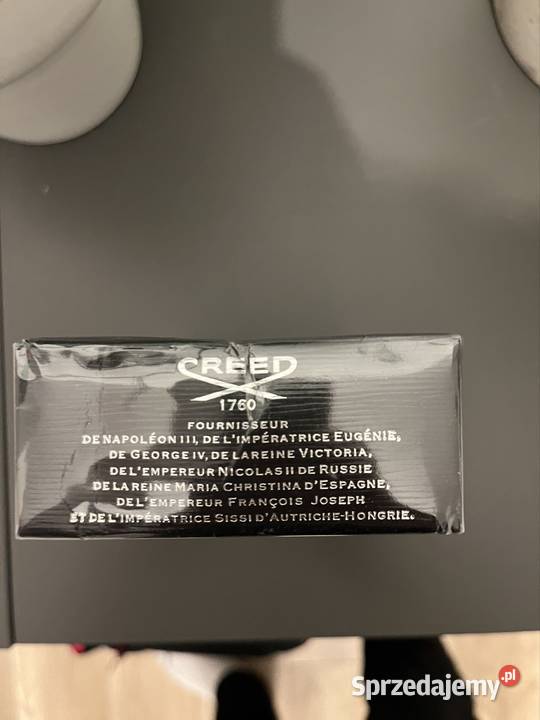 CREED
1760
FOURNISSEUR
DE NAPOLÉON III, DE L'IMPÉRATRICE EUGÉNIE,
DE GEORGE IV, DE LAREINE VICTORIA,
DE L'EMPEREUR NICOLAS II DE RUSSIE
DE LA REINE MARIA CHRISTINA D'ESPAGNE,
DE L'EMPEREUR FRANÇOIS JOSEPH
ET DE L'IMPÉRATRICE SISSI D'AUTRICHE-HONGRIE.
Sprzedajemy.pl